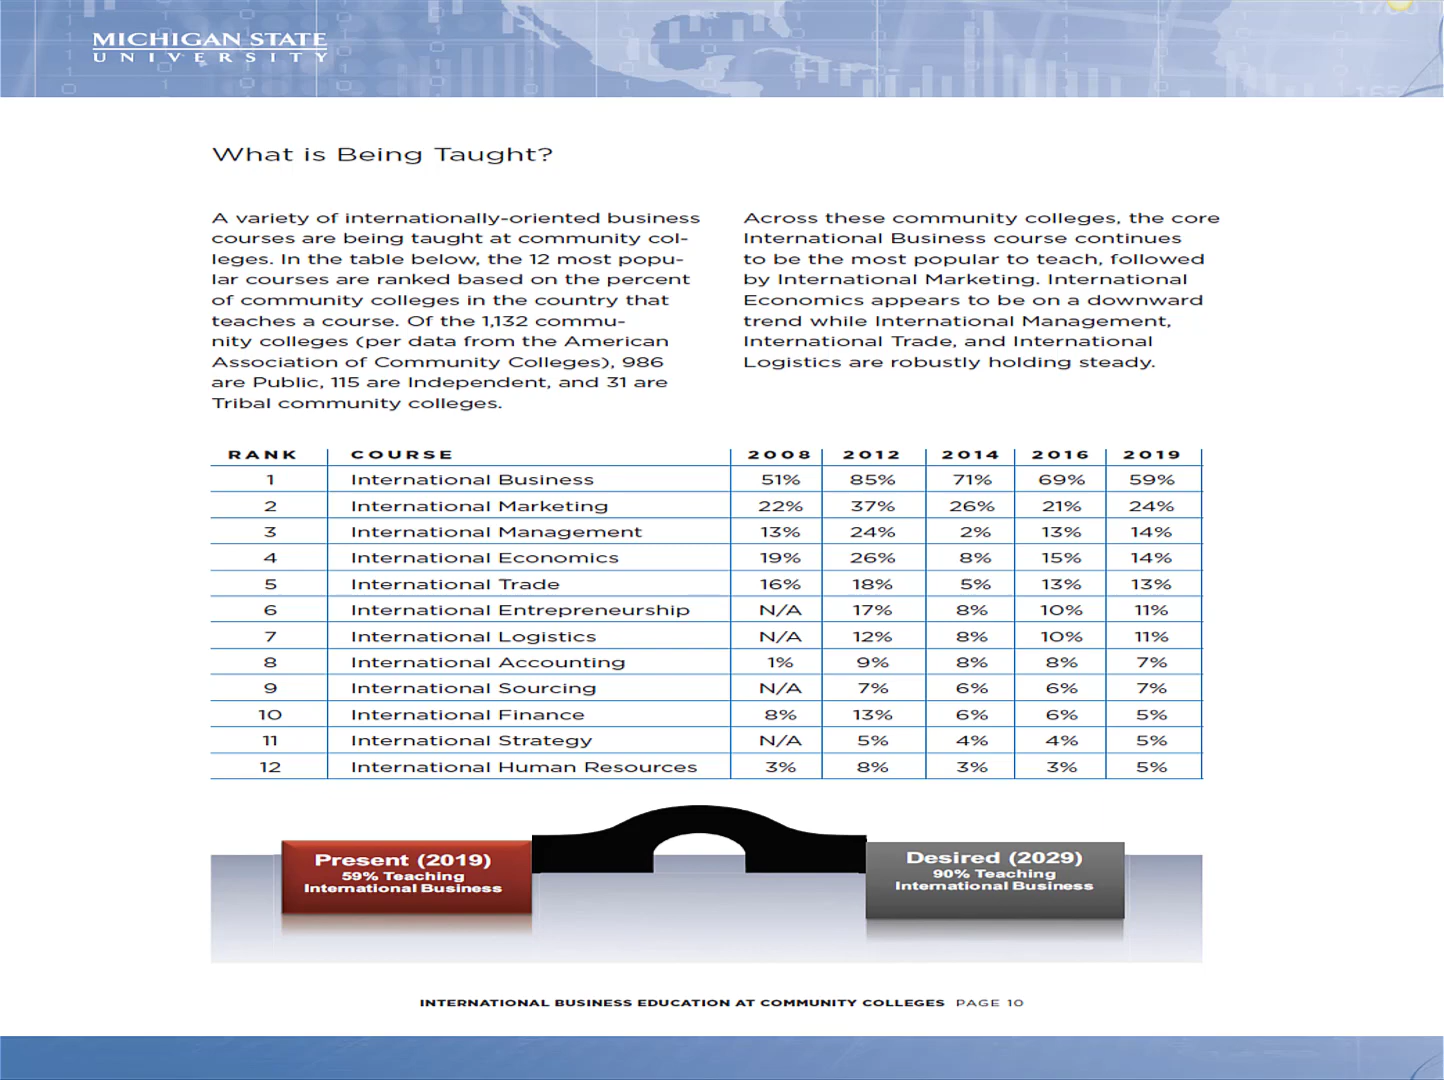 MICHIGAN STATE
UNIVERSITY
What is Being Taught?
A variety of internationally-oriented business
courses are being taught at community col-
leges. In the table below, the 12 most popu-
lar courses are ranked based on the percent
of community colleges in the country that
teaches a course. Of the 1,132 commu-
nity colleges (per data from the American
Association of Community Colleges), 986
are Public, 115 are Independent, and 31 are
Tribal community colleges.
Across these community colleges, the core
International Business course continues
to be the most popular to teach, followed
by International Marketing. International
Economics appears to be on a downward
trend while International Management,
International Trade, and International
Logistics are robustly holding steady.
RANK COURSE 2008 2012 2014 2016 2019
1 International Business 51% 85% 71% 69% 59%
2 International Marketing 22% 37% 26% 21% 24%
3 International Management 13% 24% 2% 13% 14%
4 International Economics 19% 26% 8% 15% 14%
5 International Trade 16% 18% 5% 13% 13%
6 International Entrepreneurship N/A 17% 8% 10% 11%
7 International Logistics N/A 12% 8% 10% 11%
8 International Accounting 1% 9% 8% 8% 7%
9 International Sourcing N/A 7% 6% 6% 7%
10 International Finance 8% 13% 6% 6% 5%
11 International Strategy N/A 5% 4% 4% 5%
12 International Human Resources 3% 8% 3% 3% 5%
Present (2019)
59% Teaching
International Business
Desired (2029)
90% Teaching
International Business
INTERNATIONAL BUSINESS EDUCATION AT COMMUNITY COLLEGES PAGE 10